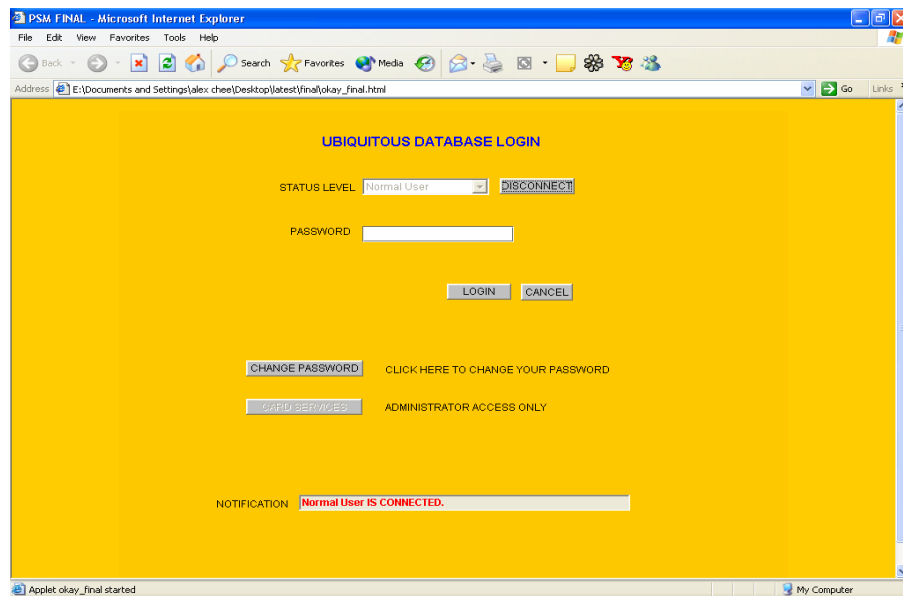 PSM FINAL - Microsoft Internet Explorer
File Edit View Favorites Tools Help
Back Search Favorites Media
Address E:\Documents and Settings\alex chee\Desktop\latest\final\okay_final.html Go Links
UBIQUITOUS DATABASE LOGIN
STATUS LEVEL Normal User DISCONNECT
PASSWORD
LOGIN CANCEL
CHANGE PASSWORD CLICK HERE TO CHANGE YOUR PASSWORD
CARD SERVICES ADMINISTRATOR ACCESS ONLY
NOTIFICATION Normal User IS CONNECTED.
Applet okay_final started My Computer